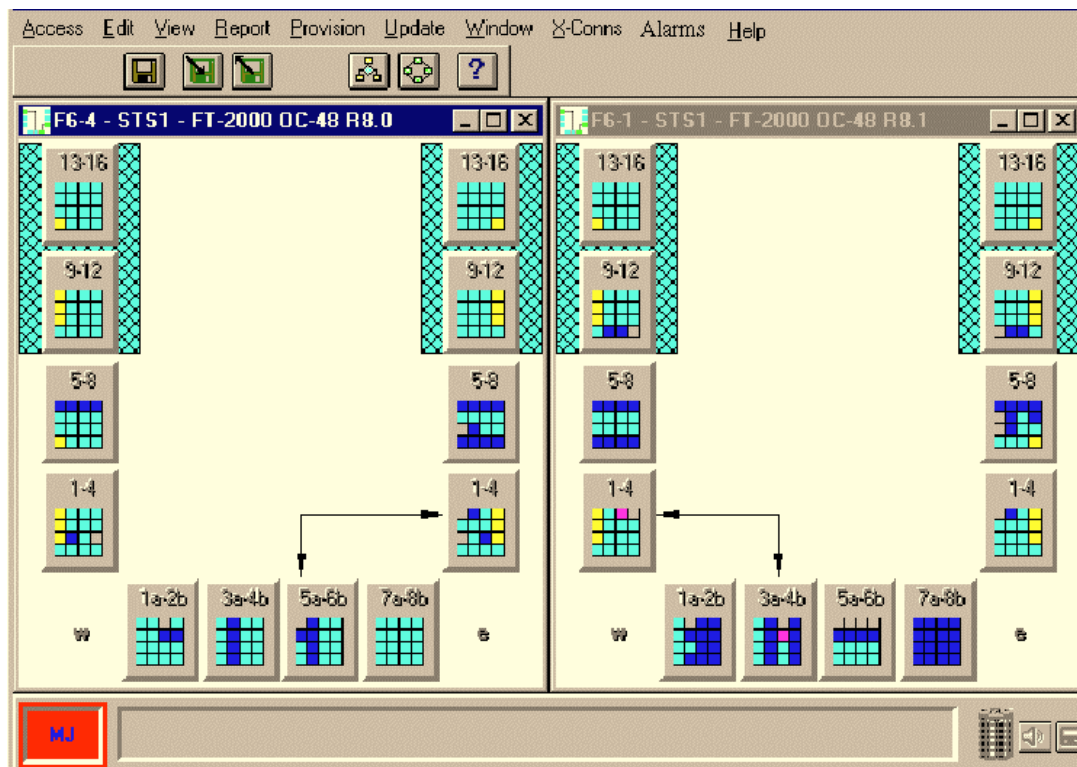 Access Edit View Report Provision Update Window X-Conns Alarms Help
?
F6-4 - STS1 - FT-2000 OC-48 R8.0
F6-1 - STS1 - FT-2000 OC-48 R8.1
13-16 13-16 13-16 13-16
9-12 9-12 9-12 9-12
5-8 5-8 5-8 5-8
1-4 1-4 1-4 1-4
1a-2b 3a-4b 5a-6b 7a-8b 1a-2b 3a-4b 5a-6b 7a-8b
w e w e
MJ